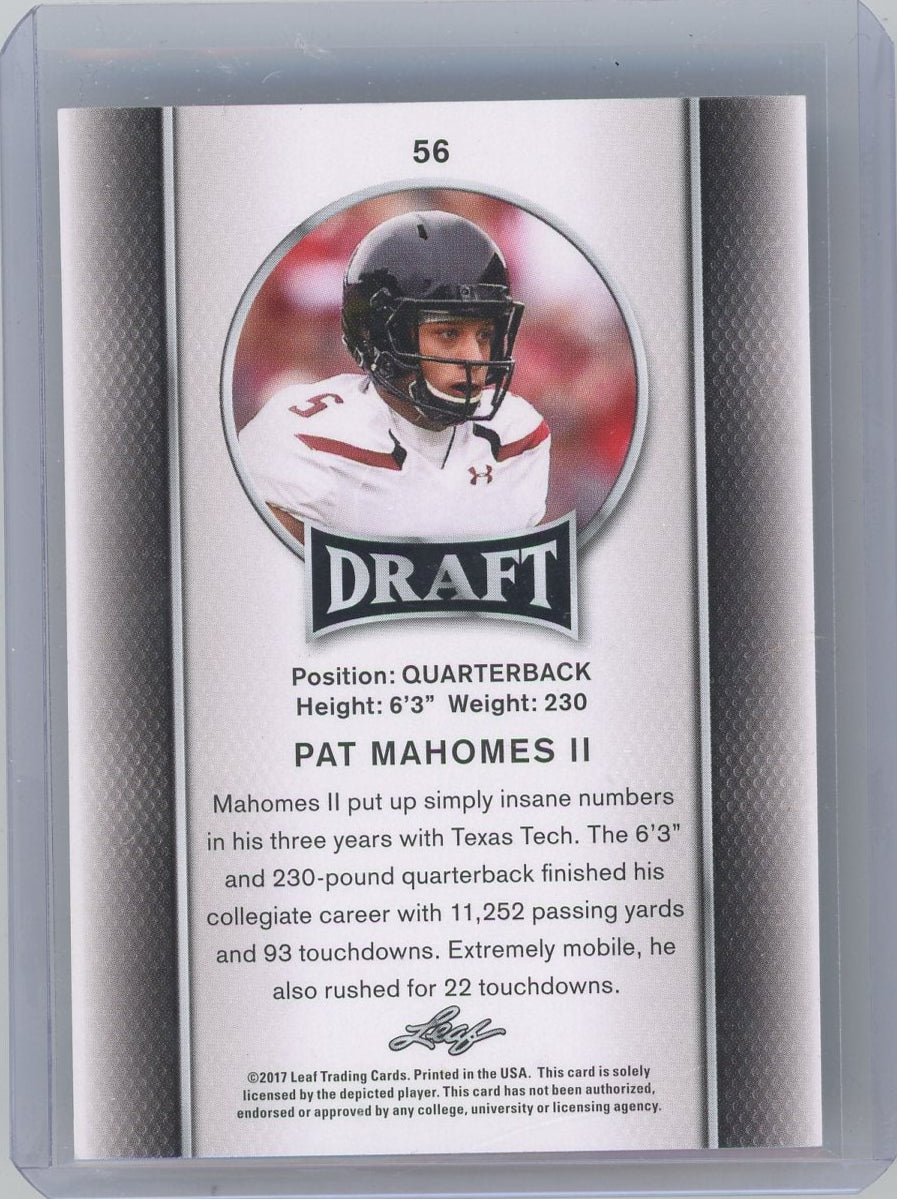 56
5
DRAFT
Position: QUARTERBACK
Height: 6'3” Weight: 230
PAT MAHOMES II
Mahomes II put up simply insane numbers
in his three years with Texas Tech. The 6'3”
and 230-pound quarterback finished his
collegiate career with 11,252 passing yards
and 93 touchdowns. Extremely mobile, he
also rushed for 22 touchdowns.
Leaf
©2017 Leaf Trading Cards. Printed in the USA. This card is solely
licensed by the depicted player. This card has not been authorized,
endorsed or approved by any college, university or licensing agency.